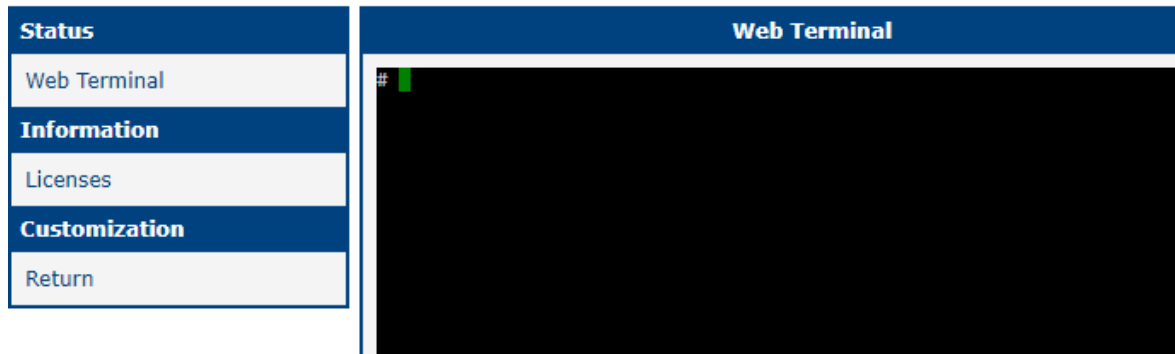 Status
Web Terminal
Information
Licenses
Customization
Return
Web Terminal
#